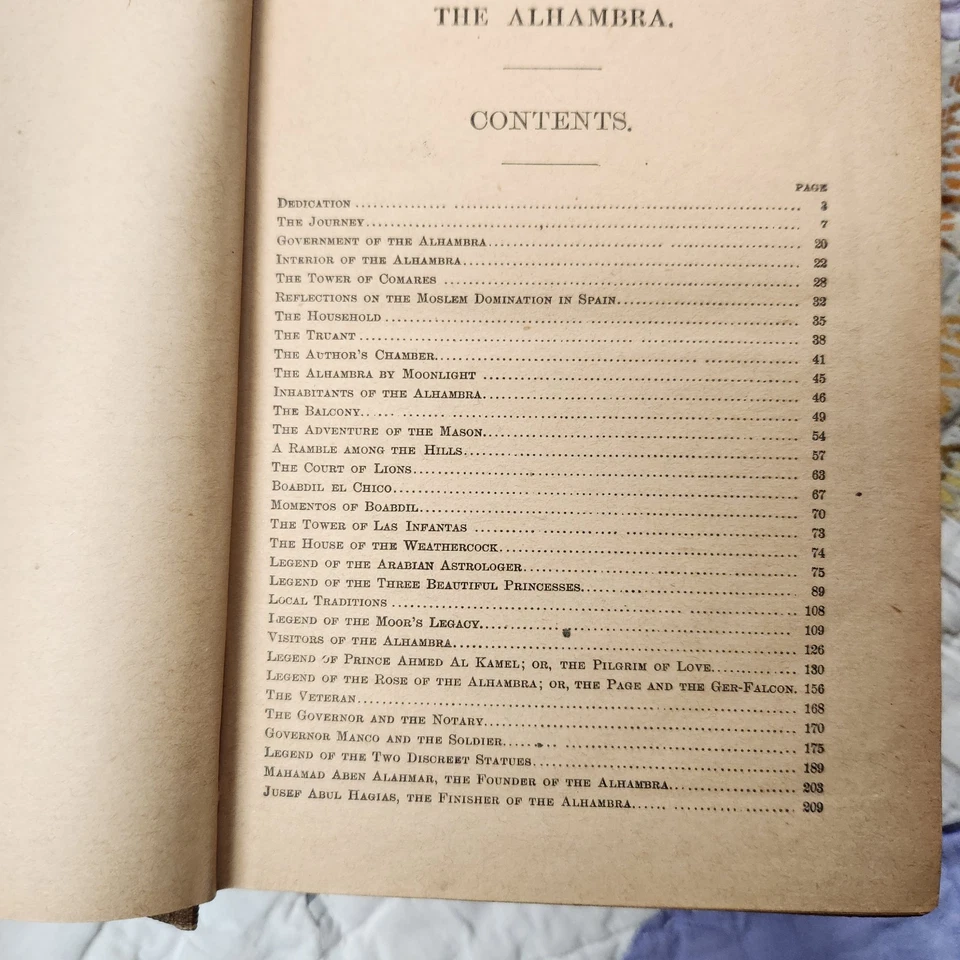 THE ALHAMBRA.
CONTENTS.
PAGE
DEDICATION 3
THE JOURNEY 7
GOVERNMENT OF THE ALHAMBRA 20
INTERIOR OF THE ALHAMBRA 22
THE TOWER OF COMARES 28
REFLECTIONS ON THE MOSLEM DOMINATION IN SPAIN 32
THE HOUSEHOLD 35
THE TRUANT 38
THE AUTHOR'S CHAMBER 41
THE ALHAMBRA BY MOONLIGHT 45
INHABITANTS OF THE ALHAMBRA 46
THE BALCONY 49
THE ADVENTURE OF THE MASON 54
A RAMBLE AMONG THE HILLS 57
THE COURT OF LIONS 63
BOABDIL EL CHICO 67
MOMENTOS OF BOABDIL 70
THE TOWER OF LAS INFANTAS 73
THE HOUSE OF THE WEATHERCOCK 74
LEGEND OF THE ARABIAN ASTROLOGER 75
LEGEND OF THE THREE BEAUTIFUL PRINCESSES 89
LOCAL TRADITIONS 108
LEGEND OF THE MOOR'S LEGACY 109
VISITORS OF THE ALHAMBRA 126
LEGEND OF PRINCE AHMED AL KAMEL; OR, THE PILGRIM OF LOVE 130
LEGEND OF THE ROSE OF THE ALHAMBRA; OR, THE PAGE AND THE GER-FALCON. 156
THE VETERAN 168
THE GOVERNOR AND THE NOTARY 170
GOVERNOR MANCO AND THE SOLDIER 175
LEGEND OF THE TWO DISCREET STATUES 189
MAHAMAD ABEN ALAHMAR, THE FOUNDER OF THE ALHAMBRA 203
JUSEF ABUL HAGIAS, THE FINISHER OF THE ALHAMBRA 209